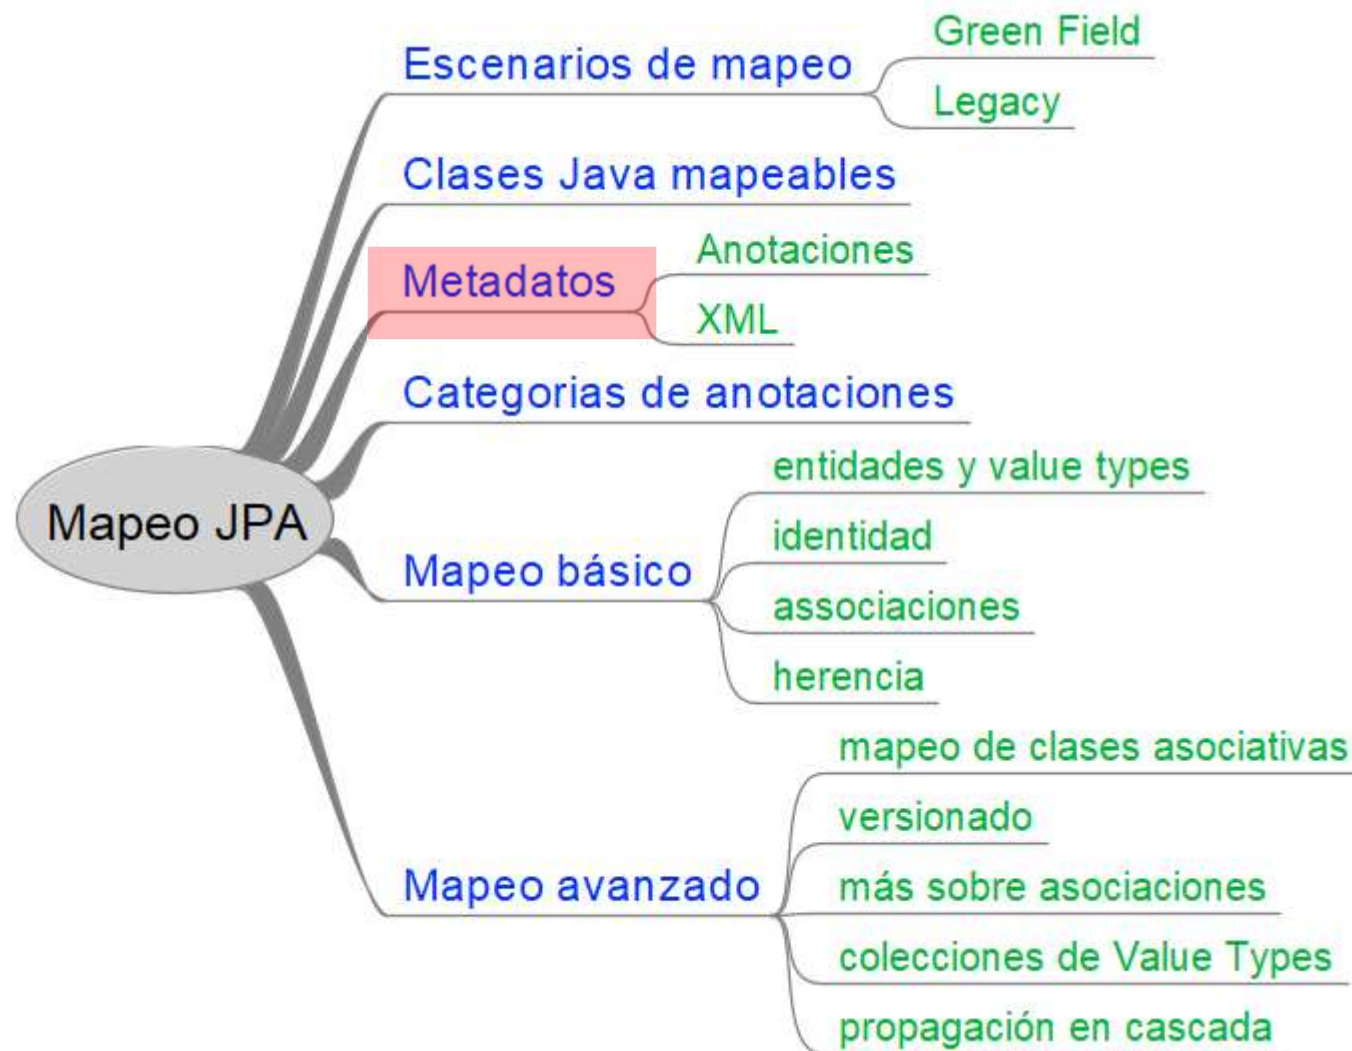 Green Field
Escenarios de mapeo
Legacy
Clases Java mapeables
Anotaciones
Metadatos
XML
Categorias de anotaciones
entidades y value types
identidad
Mapeo JPA
Mapeo básico
associaciones
herencia
mapeo de clases asociativas
versionado
Mapeo avanzado
más sobre asociaciones
colecciones de Value Types
propagación en cascada